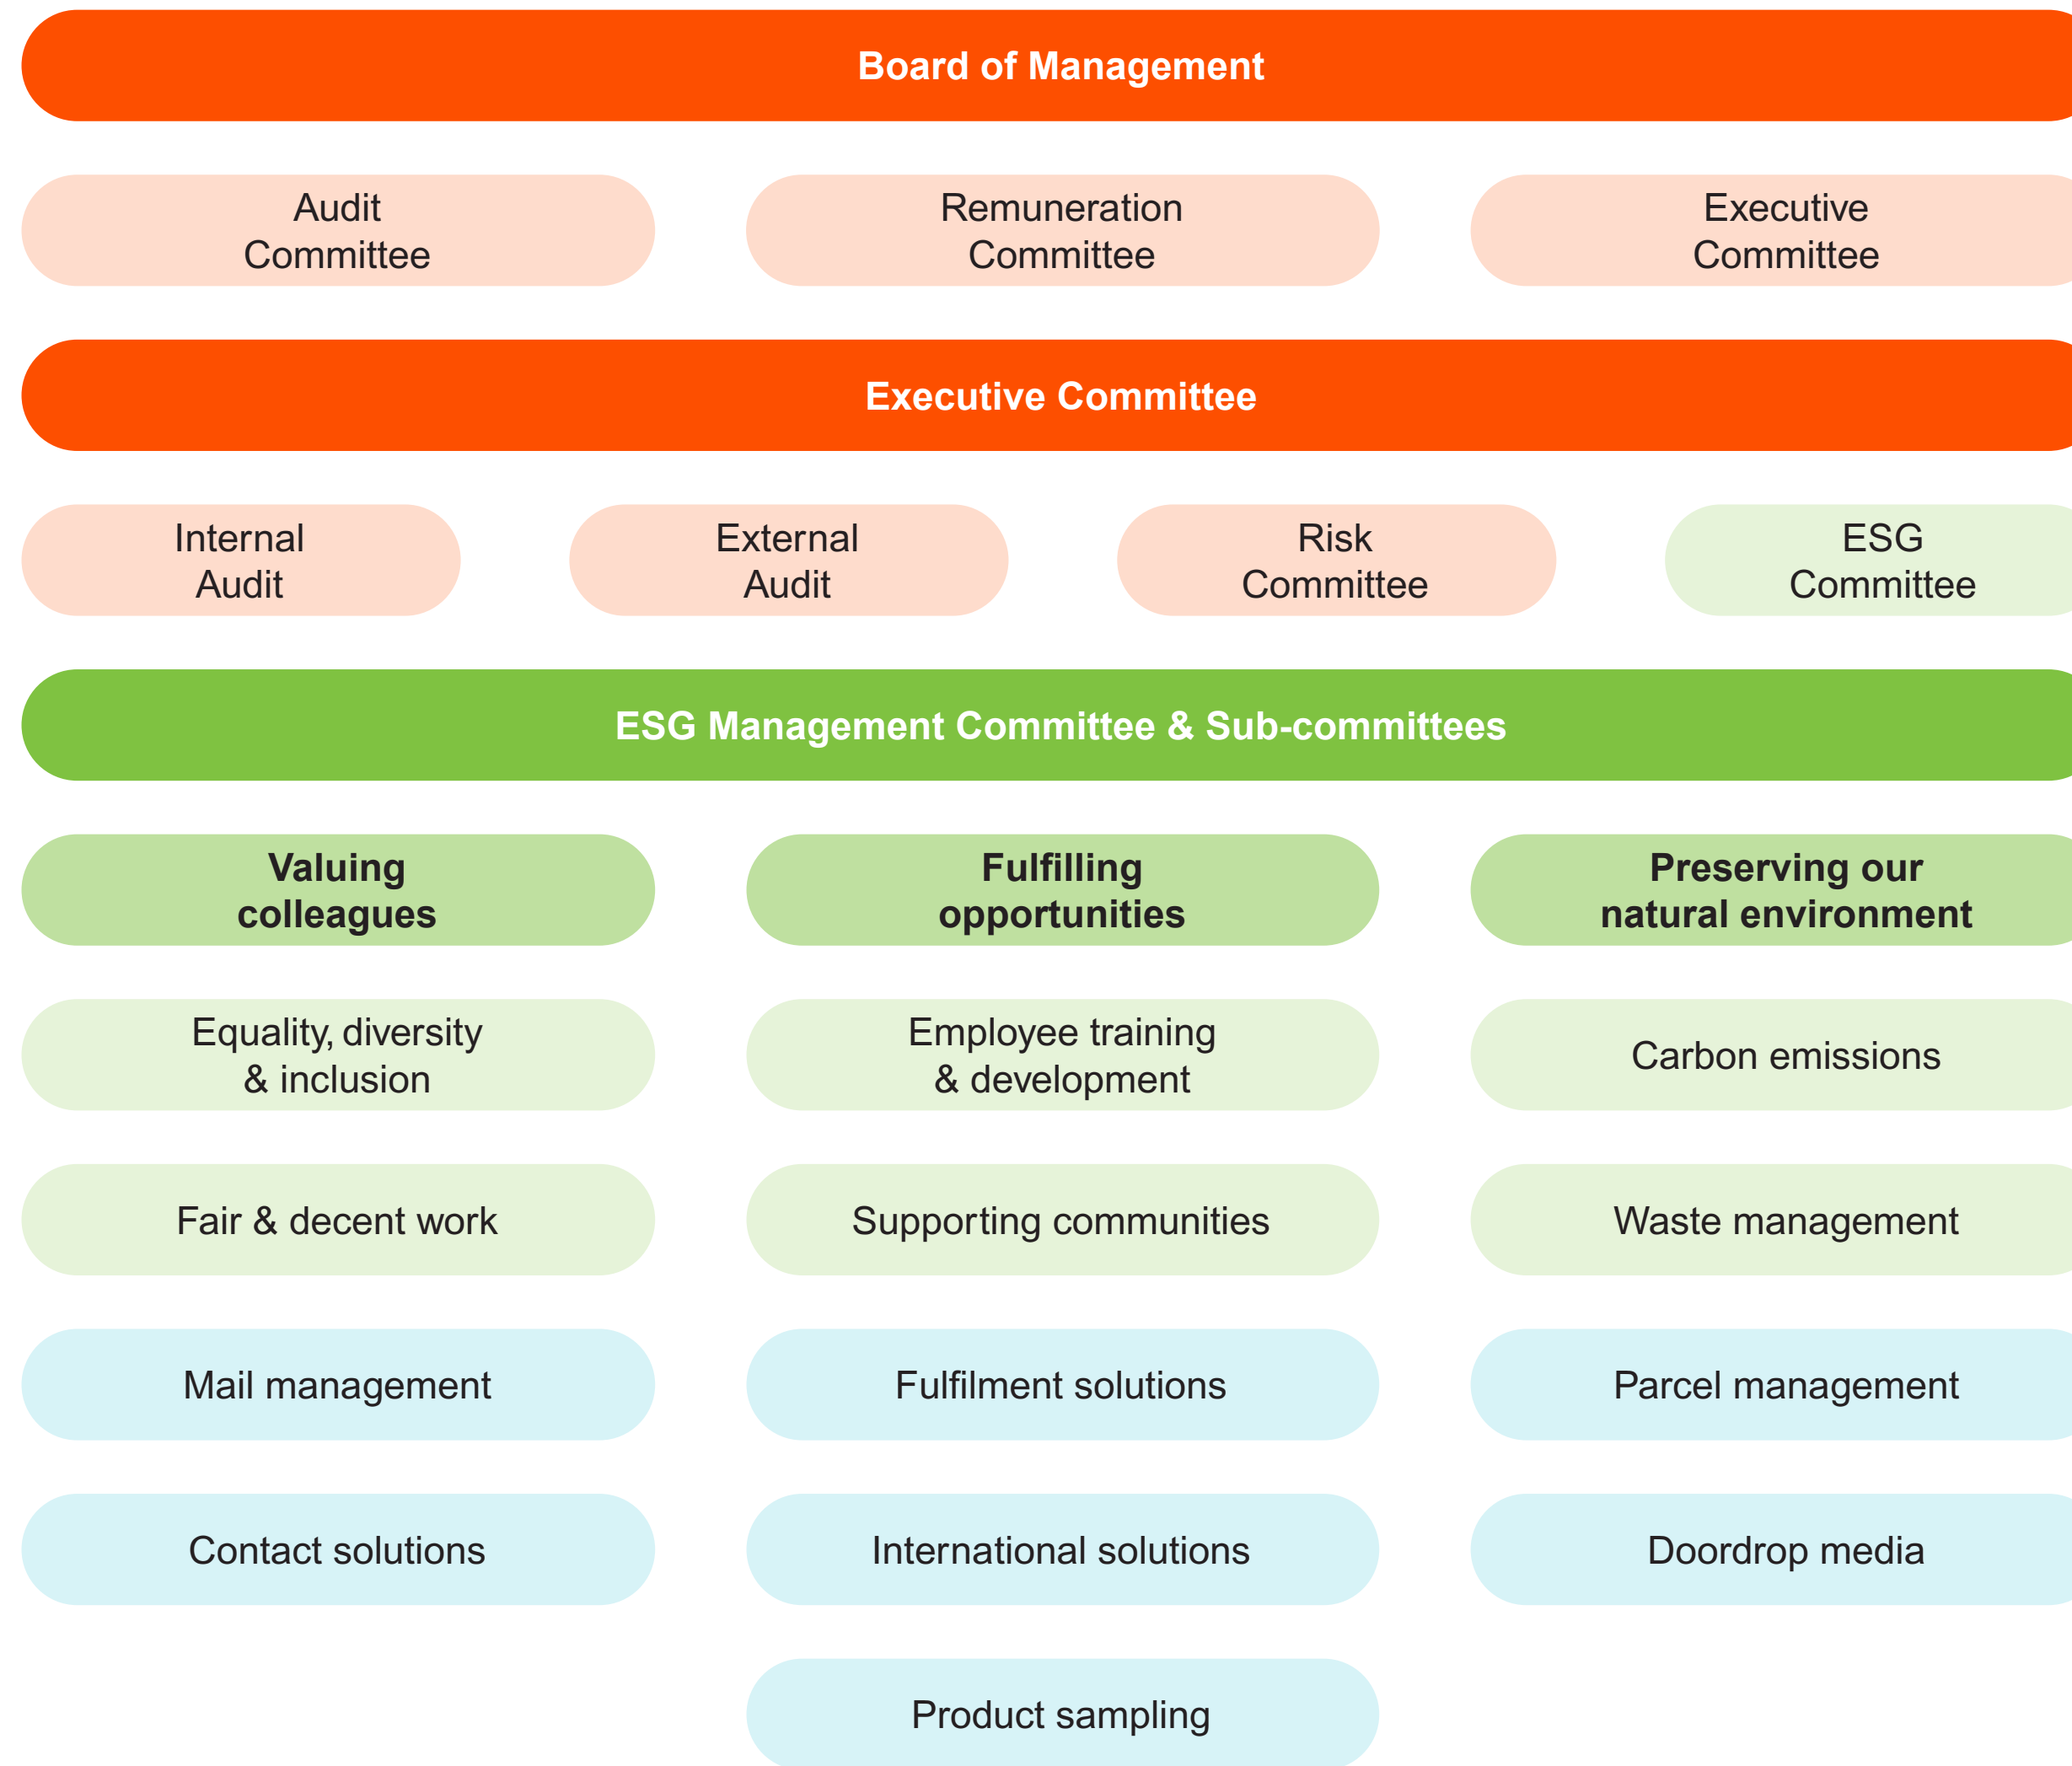 Board of Management
Audit
Committee
Remuneration
Committee
Executive
Committee
Executive Committee
Internal
Audit
External
Audit
Risk
Committee
ESG
Committee
ESG Management Committee & Sub-committees
Valuing
colleagues
Fulfilling
opportunities
Preserving our
natural environment
Equality, diversity
& inclusion
Employee training
& development
Carbon emissions
Fair & decent work
Supporting communities
Waste management
Mail management
Fulfilment solutions
Parcel management
Contact solutions
International solutions
Doordrop media
Product sampling